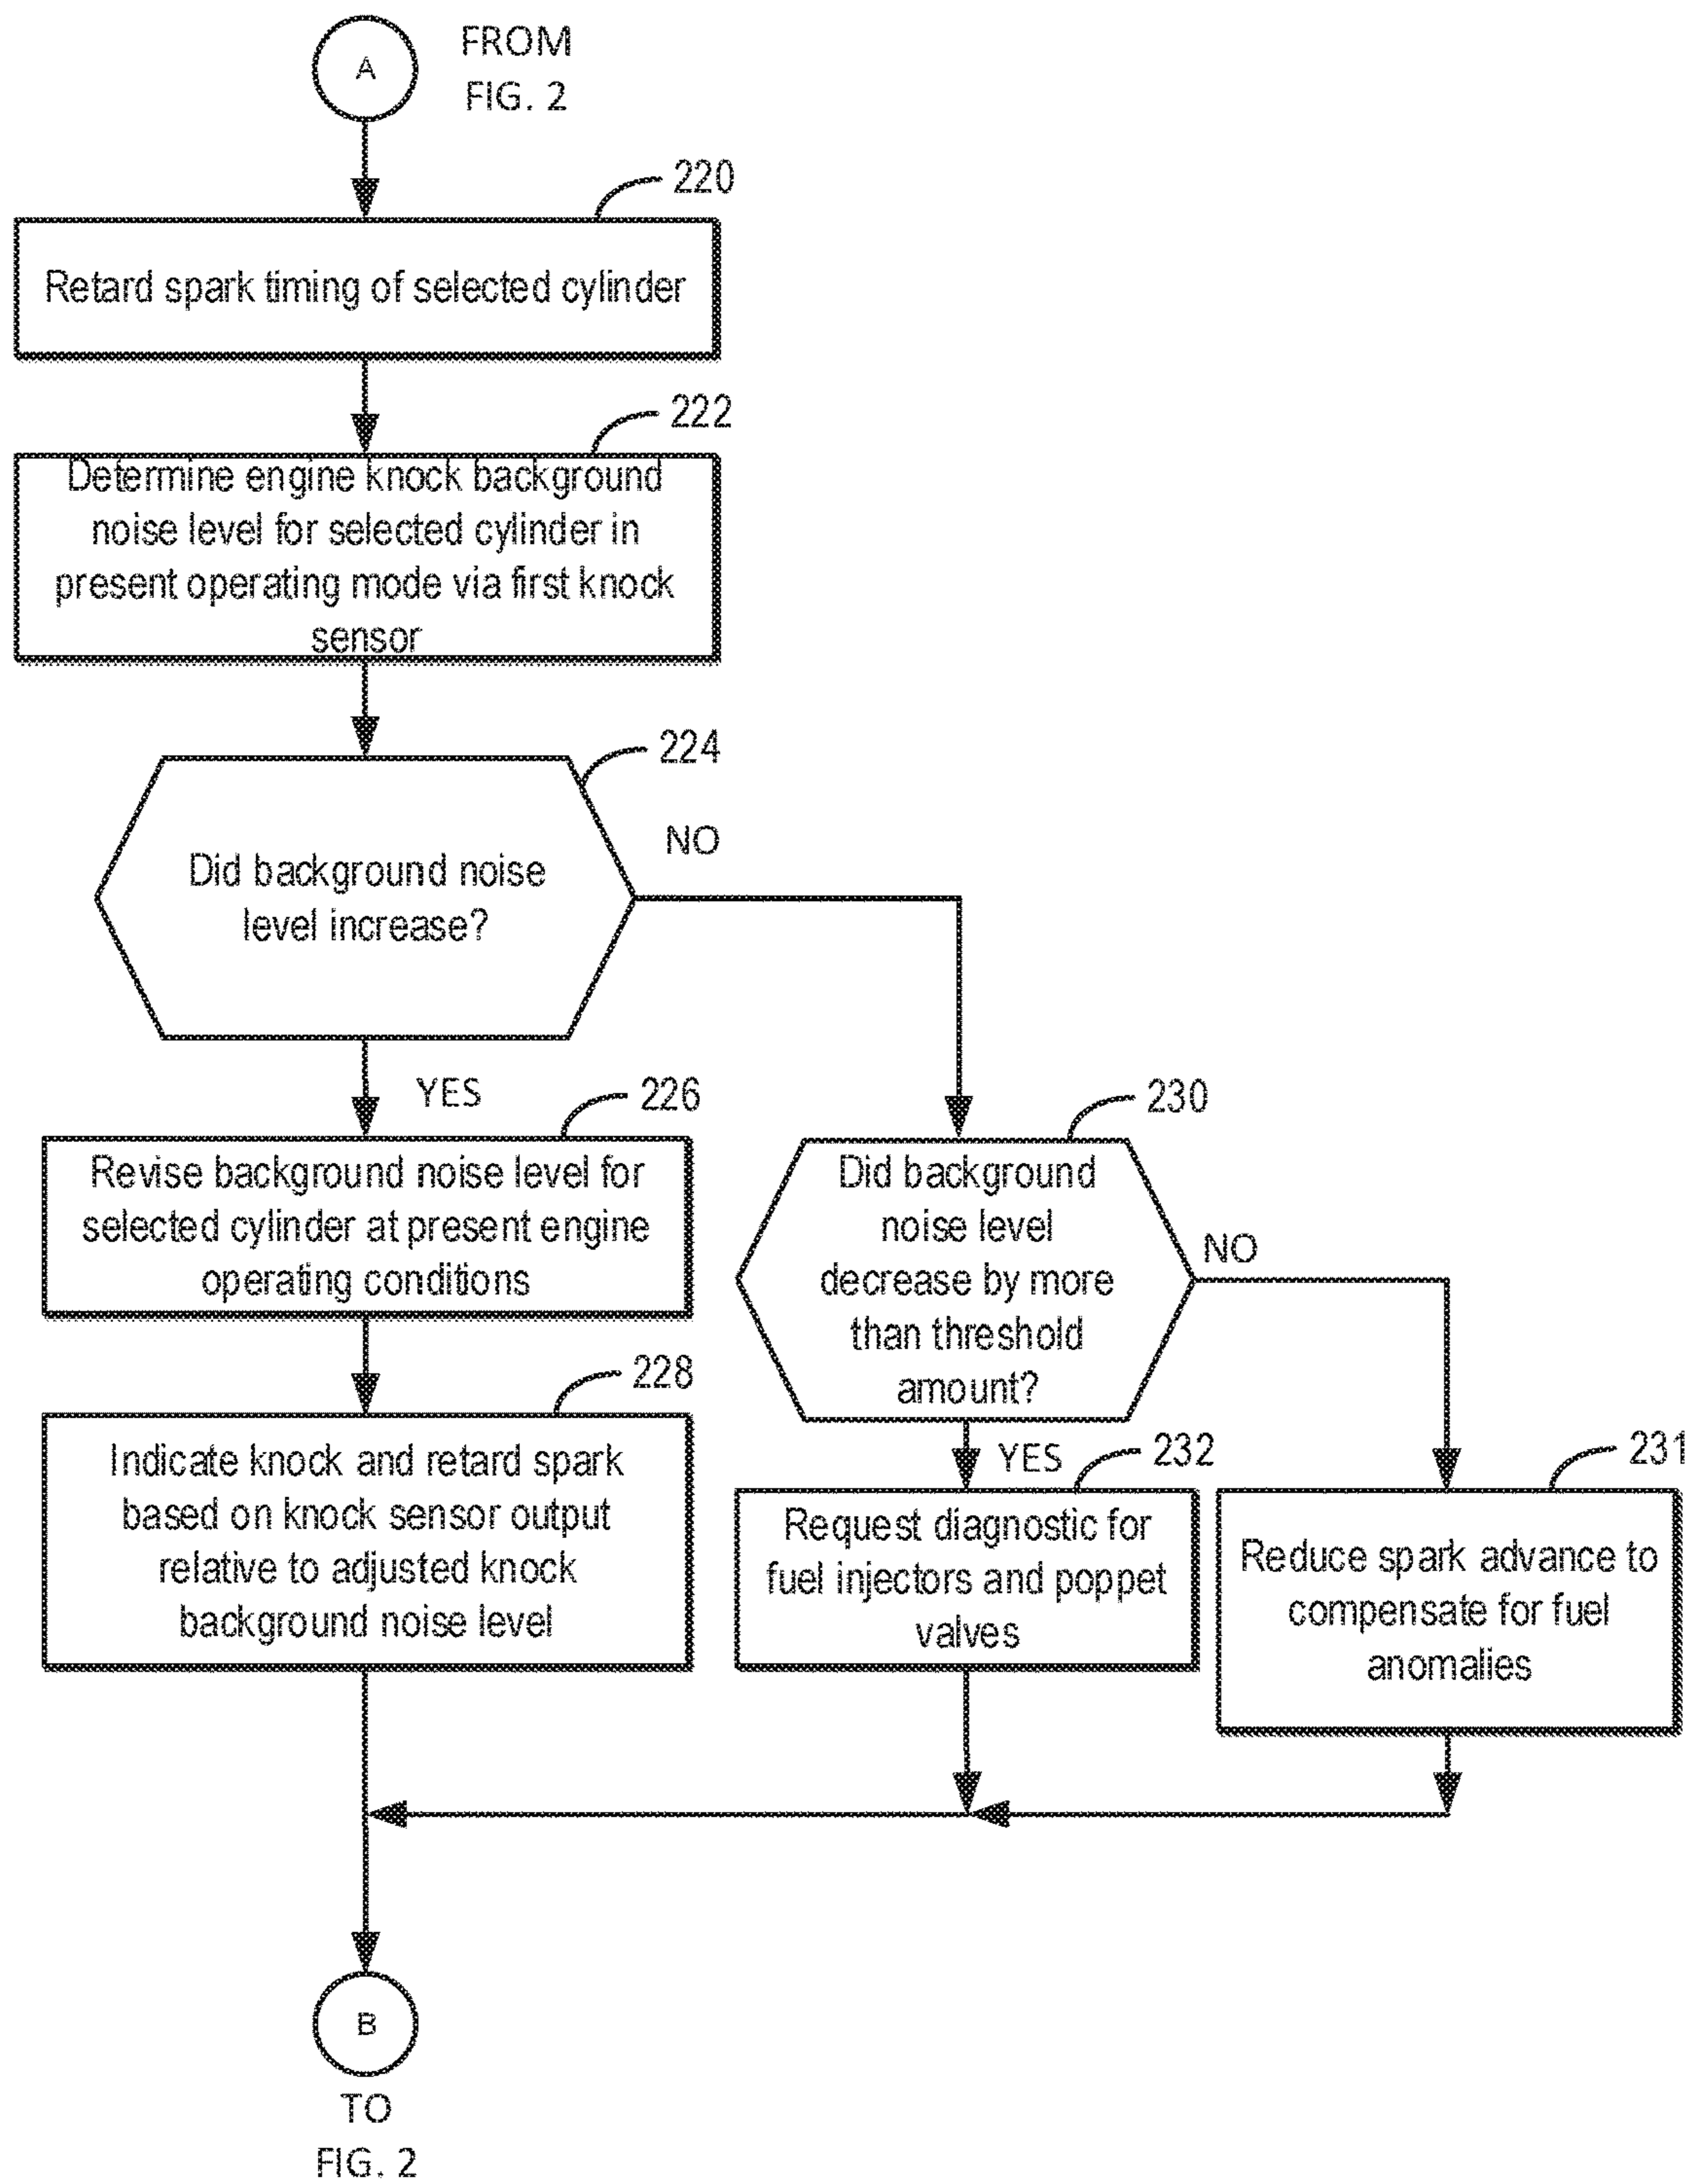 A
FROM
FIG. 2
220
Retard spark timing of selected cylinder
222
Determine engine knock background
noise level for selected cylinder in
present operating mode via first knock
sensor
224
Did background noise
level increase?
NO
YES
226
Revise background noise level for
selected cylinder at present engine
operating conditions
230
Did background
noise level
decrease by more
than threshold
amount?
NO
YES
228
Indicate knock and retard spark
based on knock sensor output
relative to adjusted knock
background noise level
232
Request diagnostic for
fuel injectors and poppet
valves
231
Reduce spark advance to
compensate for fuel
anomalies
B
TO
FIG. 2